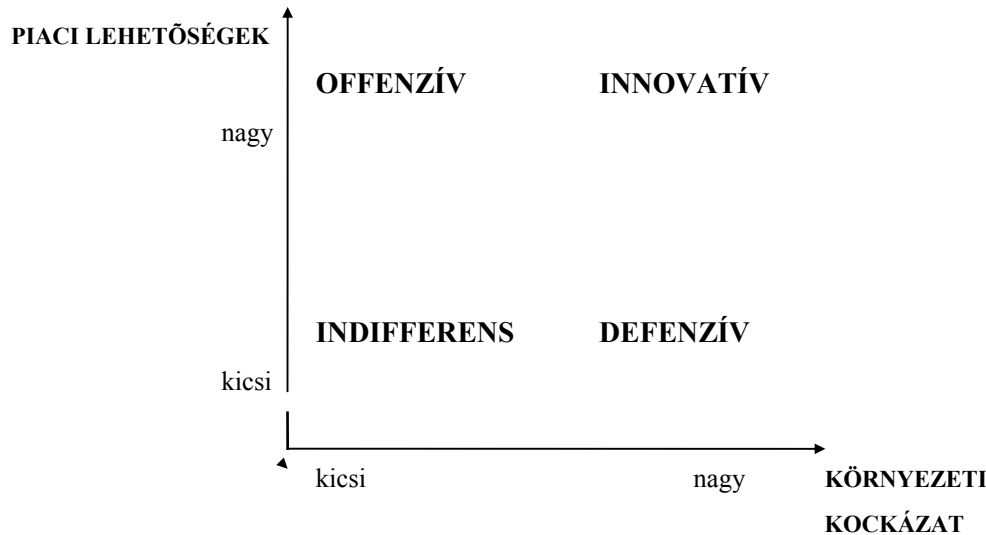 PIACI LEHETÕSÉGEK
OFFENZÍV INNOVATÍV
nagy
INDIFFERENS DEFENZÍV
kicsi
kicsi nagy KÖRNYEZETI
KOCKÁZAT